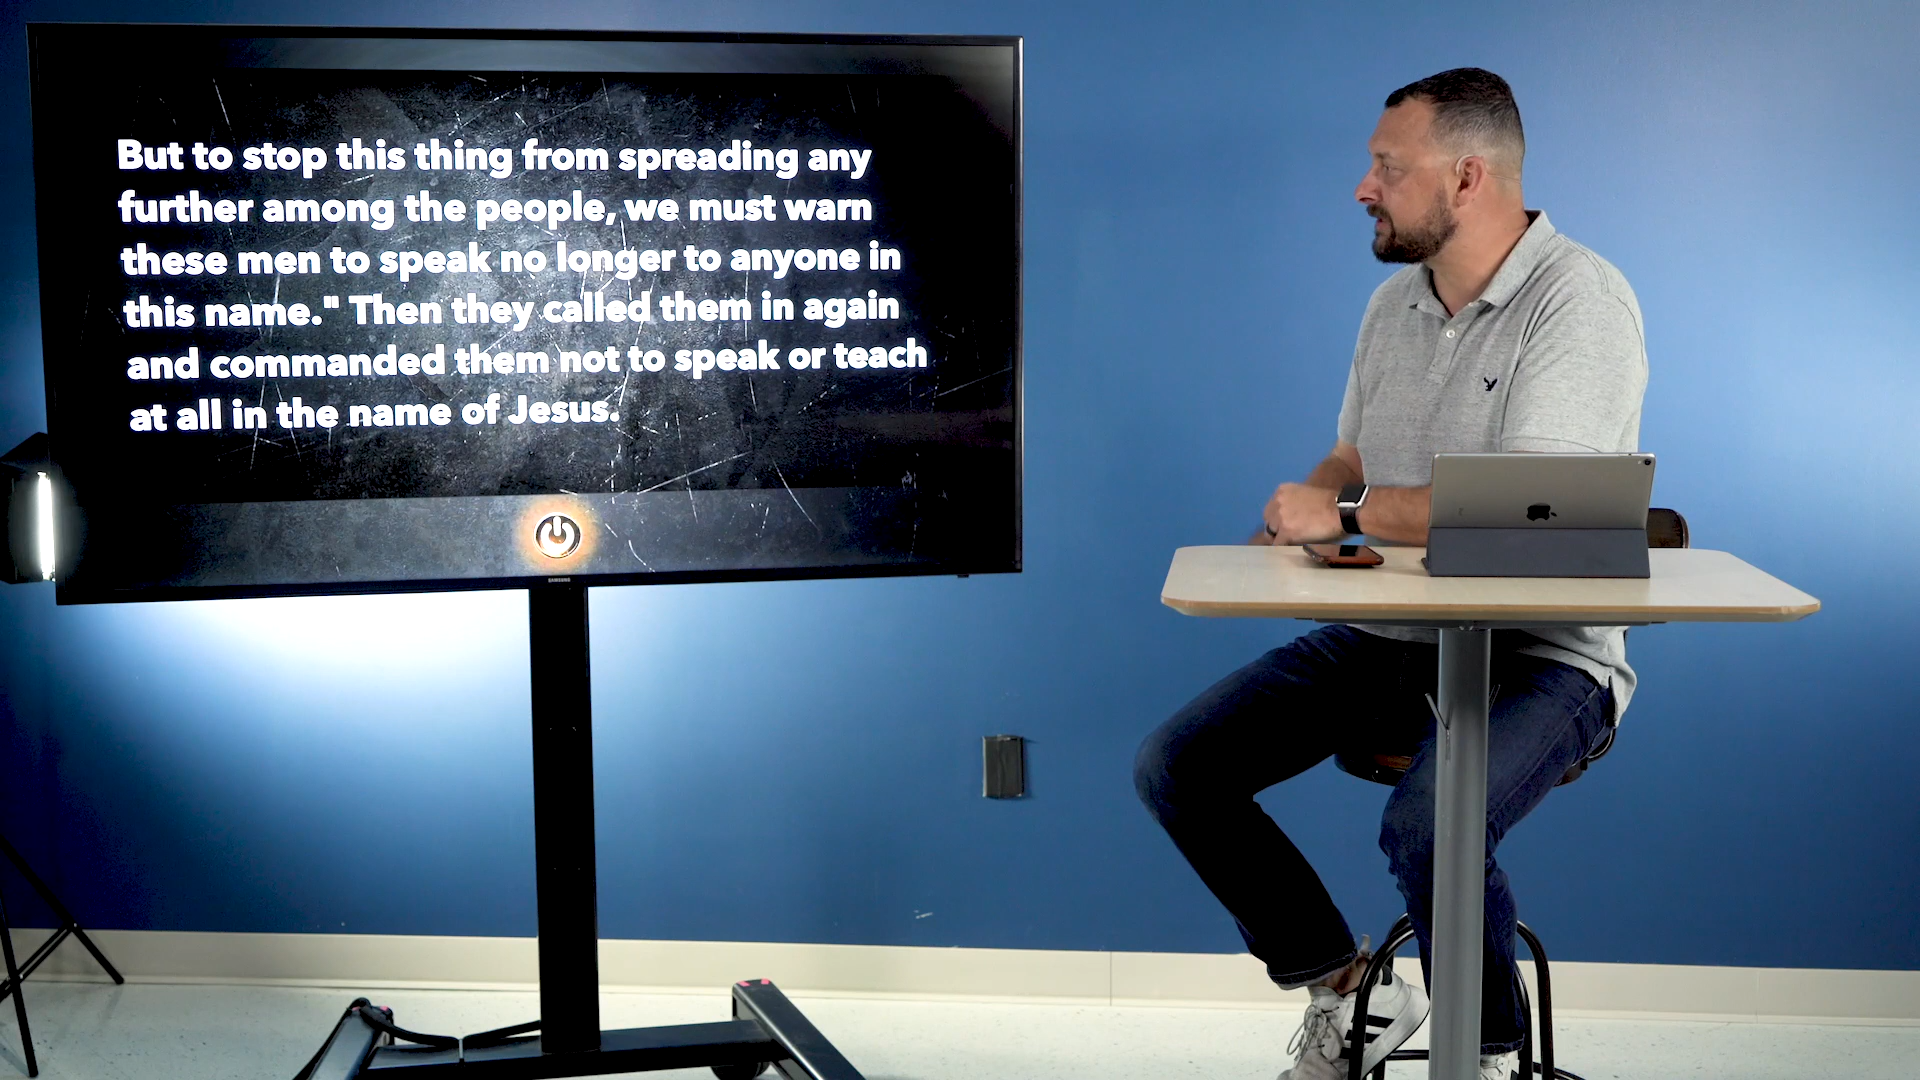 But to stop this thing from spreading any
further among the people, we must warn
these men to speak no longer to anyone in
this name." Then they called them in again
and commanded them not to speak or teach
at all in the name of Jesus.
SAMSUNG